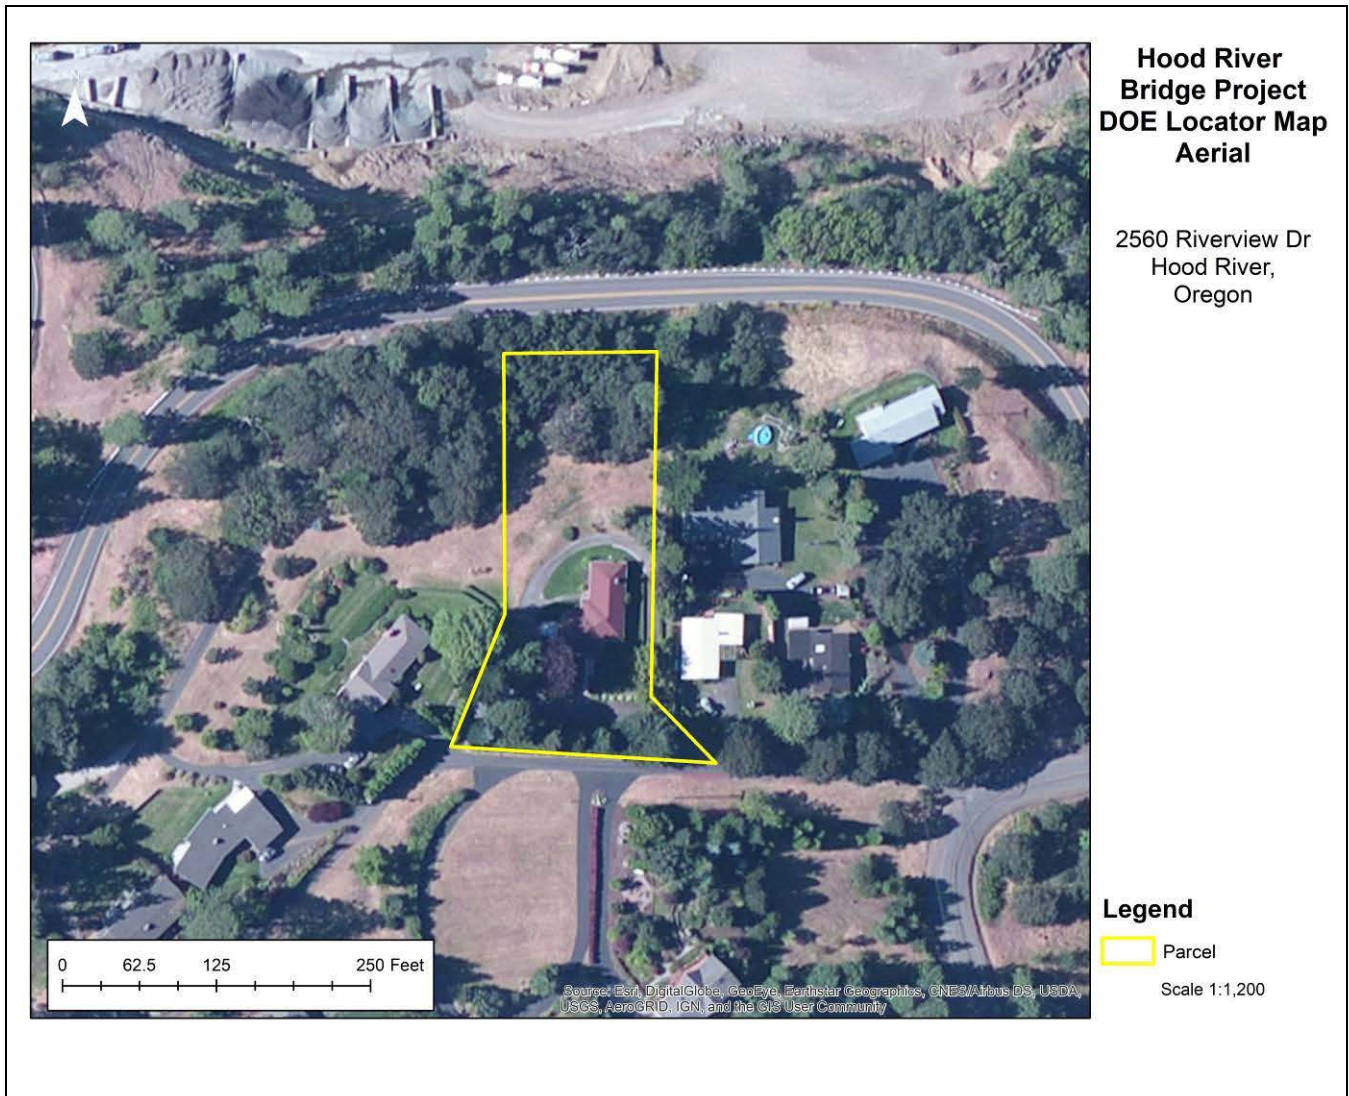 Hood River
Bridge Project
DOE Locator Map
Aerial
2560 Riverview Dr
Hood River,
Oregon
N
Legend
Parcel
Scale 1:1,200
0 62.5 125 250 Feet
Source: Esri, DigitalGlobe, GeoEye, Earthstar Geographics, CNES/Airbus DS, USDA,
USGS, AeroGRID, IGN, and the GIS User Community